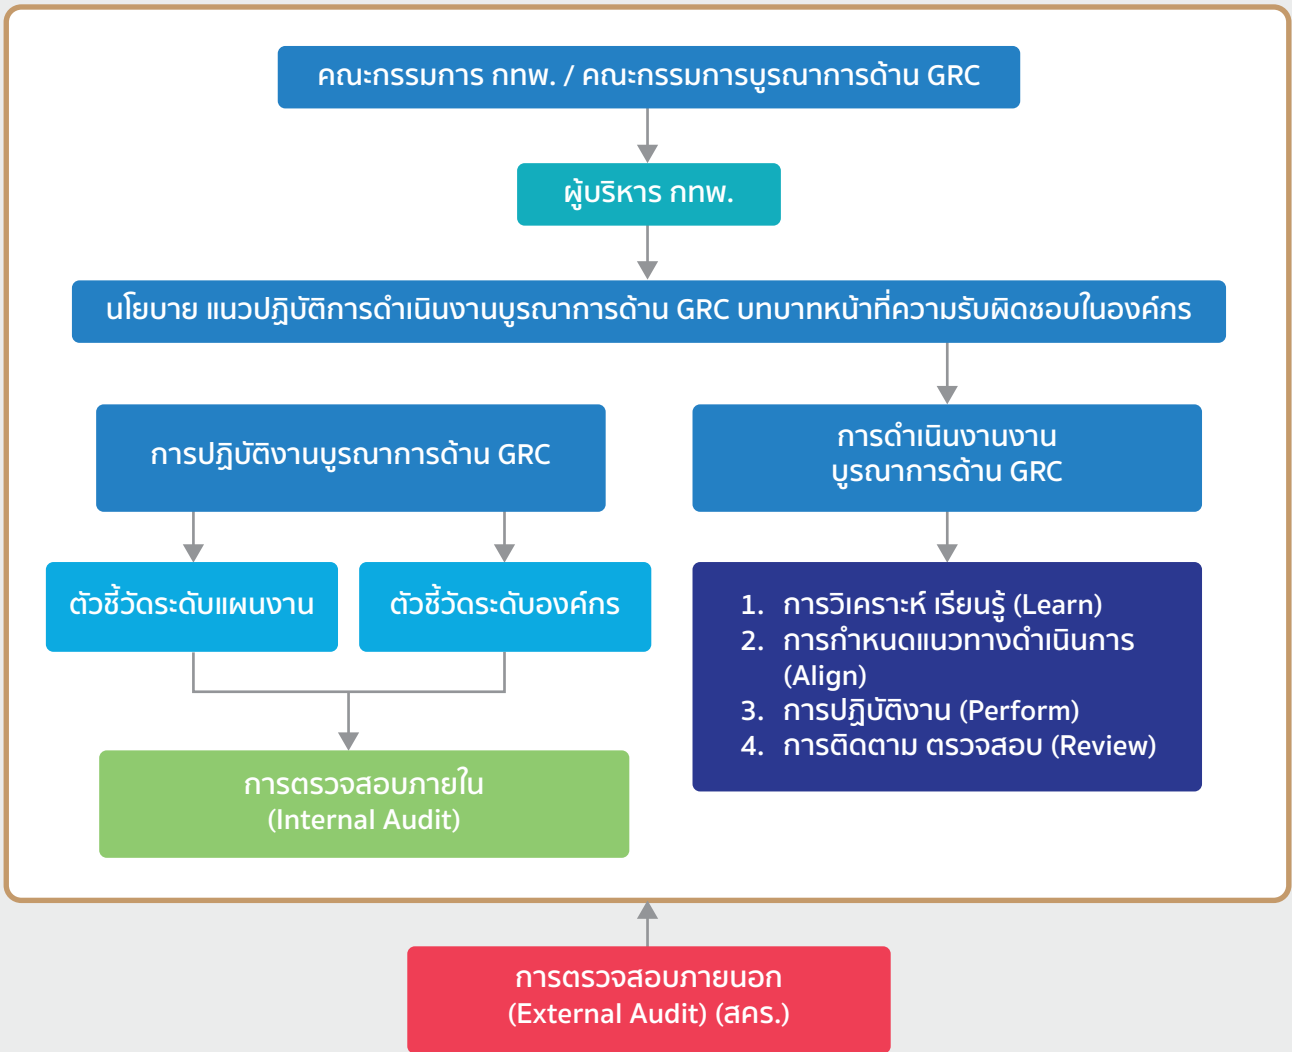 คณะกรรมการ กทพ. / คณะกรรมการบูรณาการด้าน GRC
ผู้บริหาร กทพ.
นโยบาย แนวปฏิบัติการดำเนินงานบูรณาการด้าน GRC บทบาทหน้าที่ความรับผิดชอบในองค์กร
การปฏิบัติงานบูรณาการด้าน GRC
การดำเนินงานงาน
บูรณาการด้าน GRC
ตัวชี้วัดระดับแผนงาน
ตัวชี้วัดระดับองค์กร
1. การวิเคราะห์ เรียนรู้ (Learn)
2. การกำหนดแนวทางดำเนินการ
(Align)
3. การปฏิบัติงาน (Perform)
4. การติดตาม ตรวจสอบ (Review)
การตรวจสอบภายใน
(Internal Audit)
การตรวจสอบภายนอก
(External Audit) (สคร.)